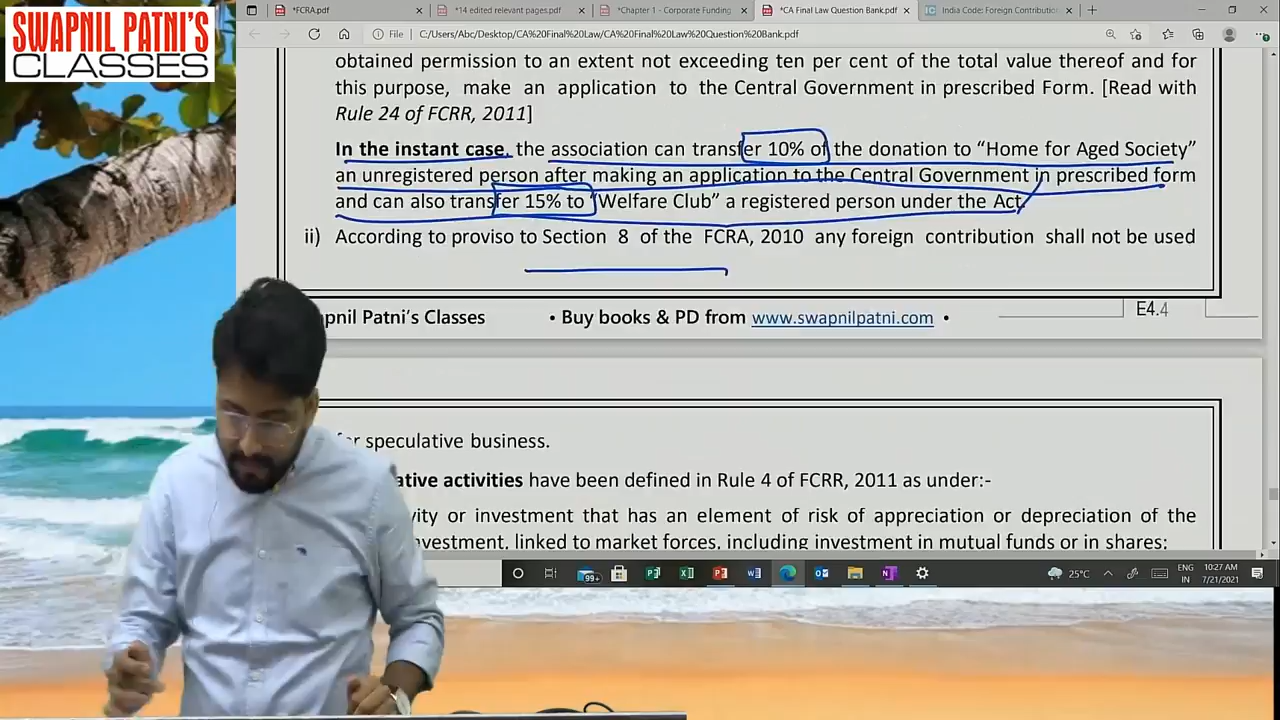 SWAPNIL PATNI'S
CLASSES
*FCRA.pdf
*14 edited relevant pages.pdf
*Chapter 1 - Corporate Funding
*CA Final Law Question Bank.pdf
India Code: Foreign Contributio
File C:/Users/Abc/Desktop/CA%20Final%20Law/CA%20Final%20Law%20Question%20Bank.pdf
obtained permission to an extent not exceeding ten per cent of the total value thereof and for
this purpose, make an application to the Central Government in prescribed Form. [Read with
Rule 24 of FCRR, 2011]
In the instant case, the association can transfer 10% of the donation to “Home for Aged Society”
an unregistered person after making an application to the Central Government in prescribed form
and can also transfer 15% to “Welfare Club” a registered person under the Act.
ii) According to proviso to Section 8 of the FCRA, 2010 any foreign contribution shall not be used
pnil Patni’s Classes • Buy books & PD from www.swapnilpatni.com • E4.4
for speculative business.
ative activities have been defined in Rule 4 of FCRR, 2011 as under:-
vity or investment that has an element of risk of appreciation or depreciation of the
nvestment, linked to market forces, including investment in mutual funds or in shares;
99+
25°C
ENG
IN
10:27 AM
7/21/2021